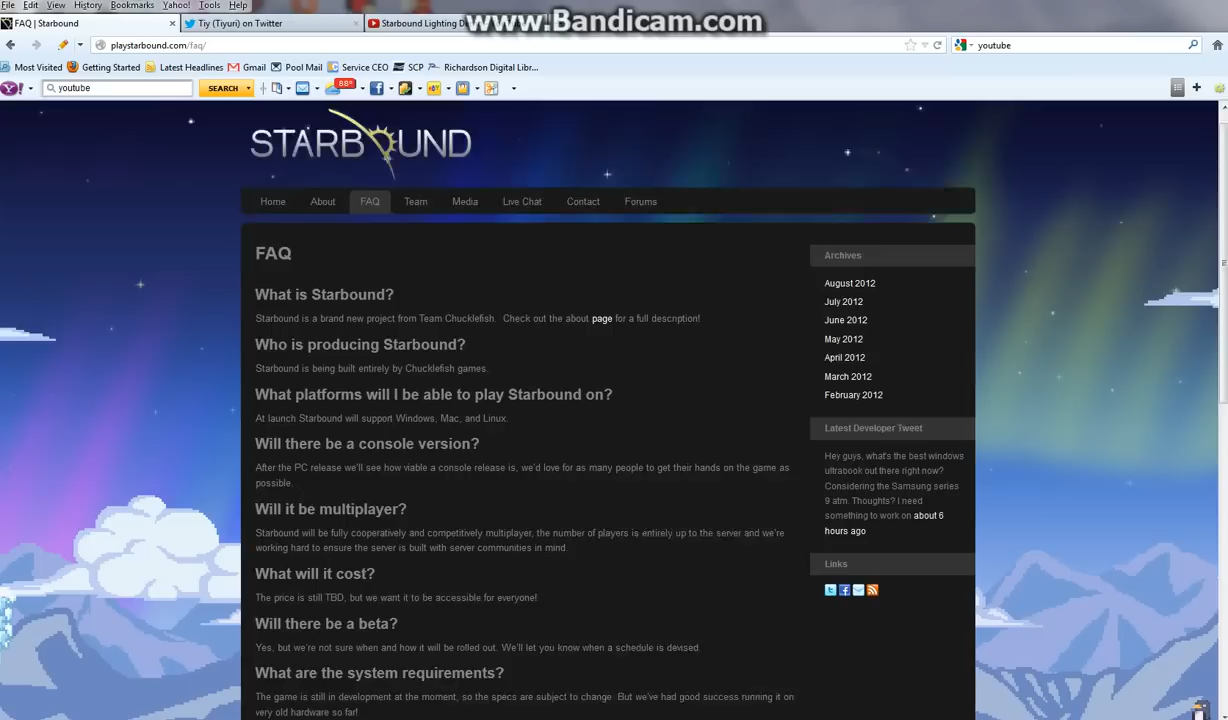 File Edit View History Bookmarks Yahoo! Tools Help
www.Bandicam.com
FAQ | Starbound × Tiy (Tiyuri) on Twitter × Starbound Lighting D
playstarbound.com/faq/ youtube
Most Visited Getting Started Latest Headlines Gmail Pool Mail Service CEO SCP Richardson Digital Libr...
youtube SEARCH 88°
STARBOUND
Home About FAQ Team Media Live Chat Contact Forums
FAQ
What is Starbound?
Starbound is a brand new project from Team Chucklefish. Check out the about page for a full description!
Who is producing Starbound?
Starbound is being built entirely by Chucklefish games.
What platforms will I be able to play Starbound on?
At launch Starbound will support Windows, Mac, and Linux.
Will there be a console version?
After the PC release we'll see how viable a console release is, we'd love for as many people to get their hands on the game as
possible.
Will it be multiplayer?
Starbound will be fully cooperatively and competitively multiplayer, the number of players is entirely up to the server and we're
working hard to ensure the server is built with server communities in mind.
What will it cost?
The price is still TBD, but we want it to be accessible for everyone!
Will there be a beta?
Yes, but we're not sure when and how it will be rolled out. We'll let you know when a schedule is devised.
What are the system requirements?
The game is still in development at the moment, so the specs are subject to change. But we've had good success running it on
very old hardware so far!
Archives
August 2012
July 2012
June 2012
May 2012
April 2012
March 2012
February 2012
Latest Developer Tweet
Hey guys, what's the best windows
ultrabook out there right now?
Considering the Samsung series
9 atm. Thoughts? I need
something to work on about 6
hours ago
Links